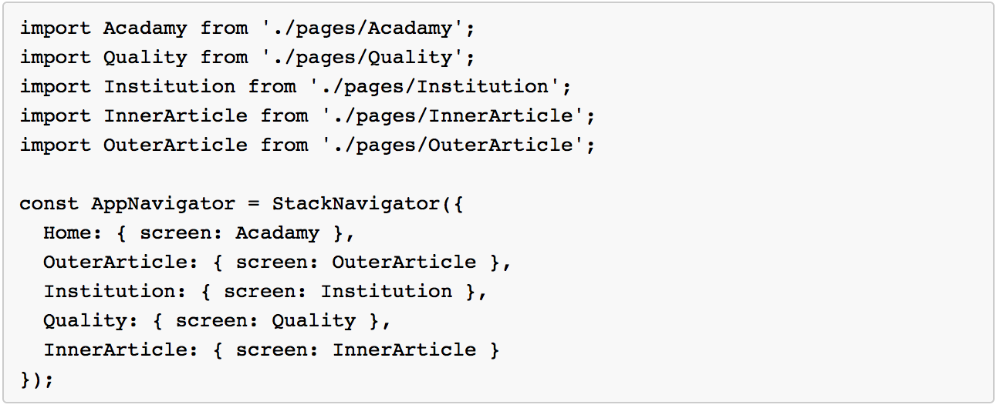 import Acadamy from './pages/Acadamy';
import Quality from './pages/Quality';
import Institution from './pages/Institution';
import InnerArticle from './pages/InnerArticle';
import OuterArticle from './pages/OuterArticle';

const AppNavigator = StackNavigator({
  Home: { screen: Acadamy },
  OuterArticle: { screen: OuterArticle },
  Institution: { screen: Institution },
  Quality: { screen: Quality },
  InnerArticle: { screen: InnerArticle }
});